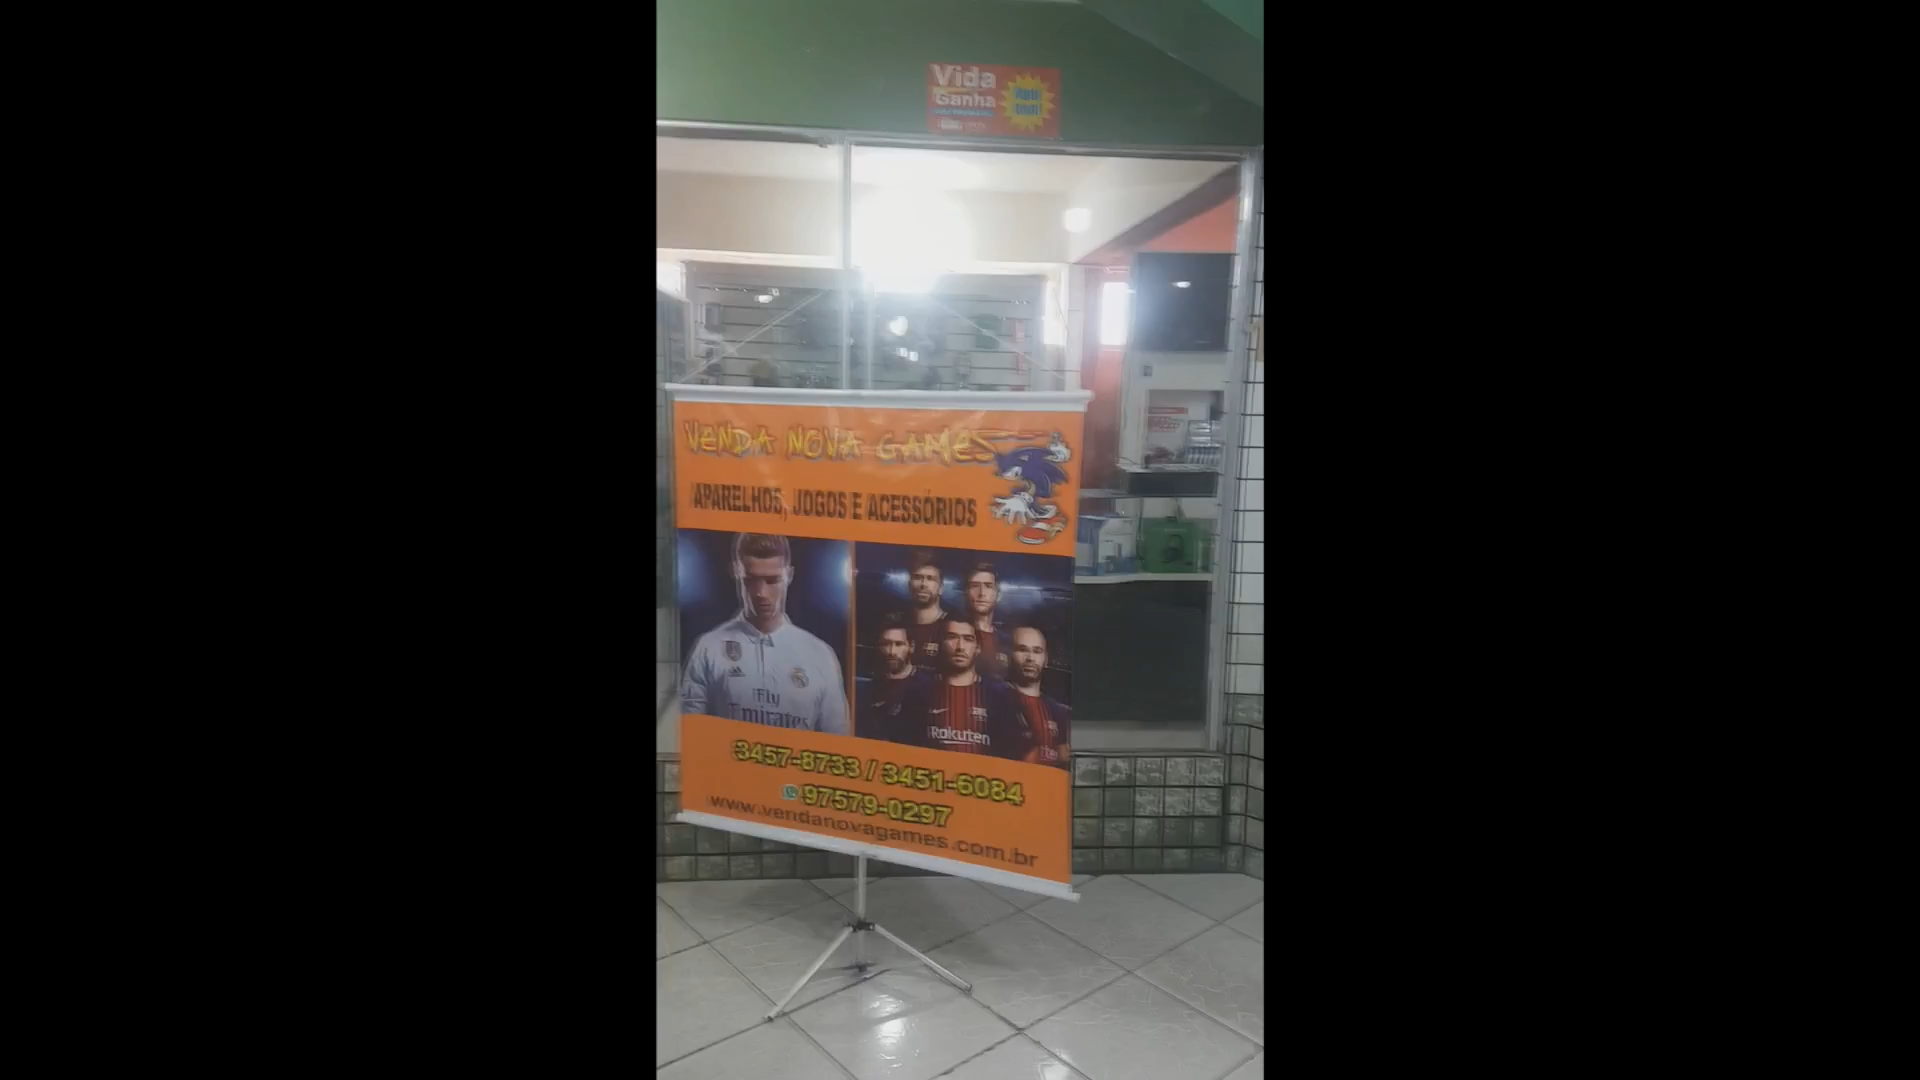 Vida
Ganha
VENDA NOVA GAMES
APARELHOS, JOGOS E ACESSÓRIOS
Fly
Emirates
Rakuten
3457-8733 / 3451-6084
97579-0297
www.vendanovagames.com.br